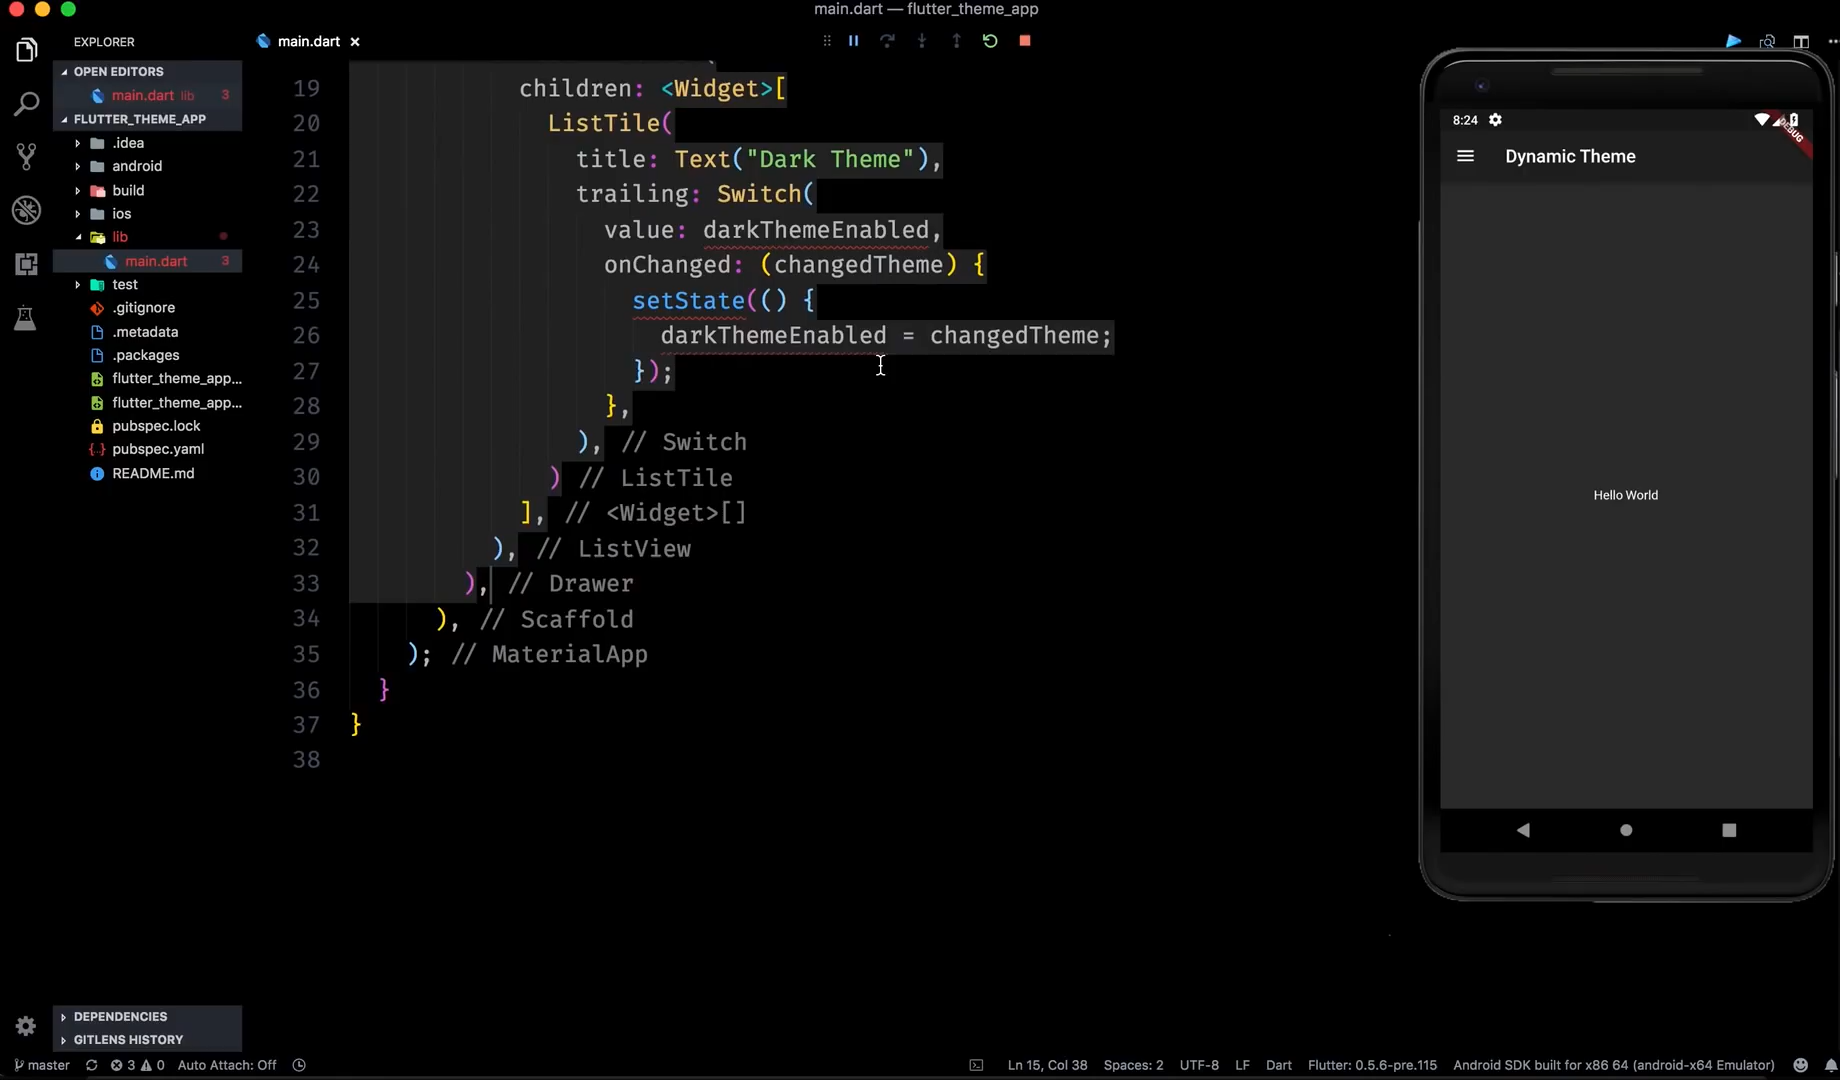 main.dart — flutter_theme_app
EXPLORER
main.dart
OPEN EDITORS
main.dart lib 3
FLUTTER_THEME_APP
.idea
android
build
ios
lib
main.dart 3
test
.gitignore
.metadata
.packages
flutter_theme_app...
flutter_theme_app...
pubspec.lock
pubspec.yaml
README.md
DEPENDENCIES
GITLENS HISTORY
19 children: <Widget>[
20 ListTile(
21 title: Text("Dark Theme"),
22 trailing: Switch(
23 value: darkThemeEnabled,
24 onChanged: (changedTheme) {
25 setState(() {
26 darkThemeEnabled = changedTheme;
27 });
28 },
29 ), // Switch
30 ) // ListTile
31 ], // <Widget>[]
32 ), // ListView
33 ), // Drawer
34 ), // Scaffold
35 ); // MaterialApp
36 }
37 }
38
8:24
DEBUG
Dynamic Theme
Hello World
master 3 0 Auto Attach: Off Ln 15, Col 38 Spaces: 2 UTF-8 LF Dart Flutter: 0.5.6-pre.115 Android SDK built for x86 64 (android-x64 Emulator)